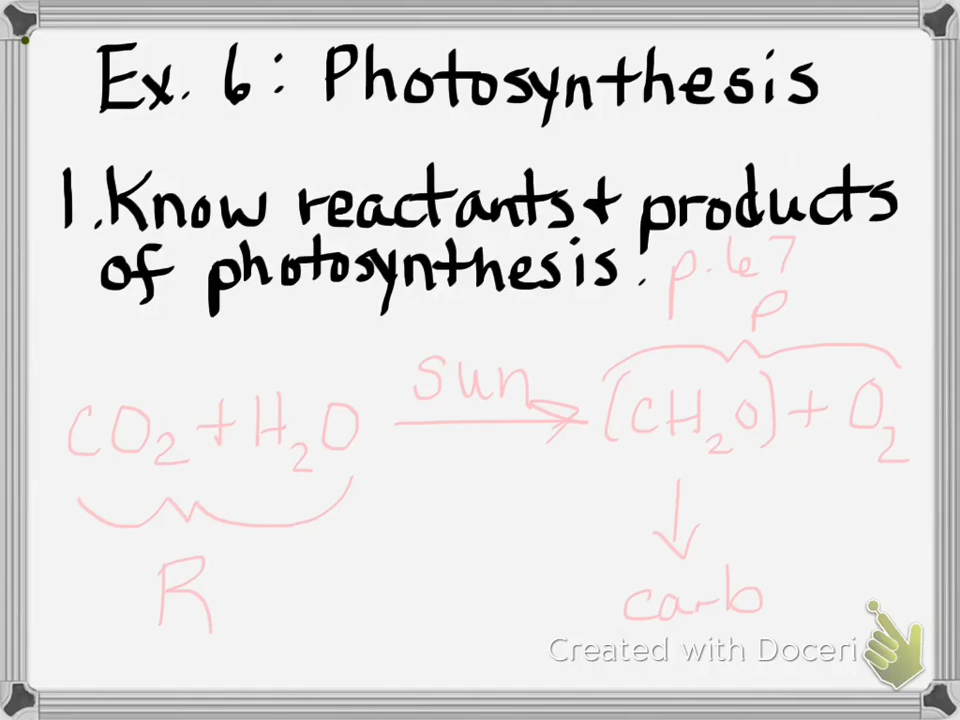 Ex. 6: Photosynthesis
1. Know reactants + products
of photosynthesis.
p. 67
P
sun
CO₂ + H₂O → (CH₂O) + O₂
R
carb
Created with Doceri